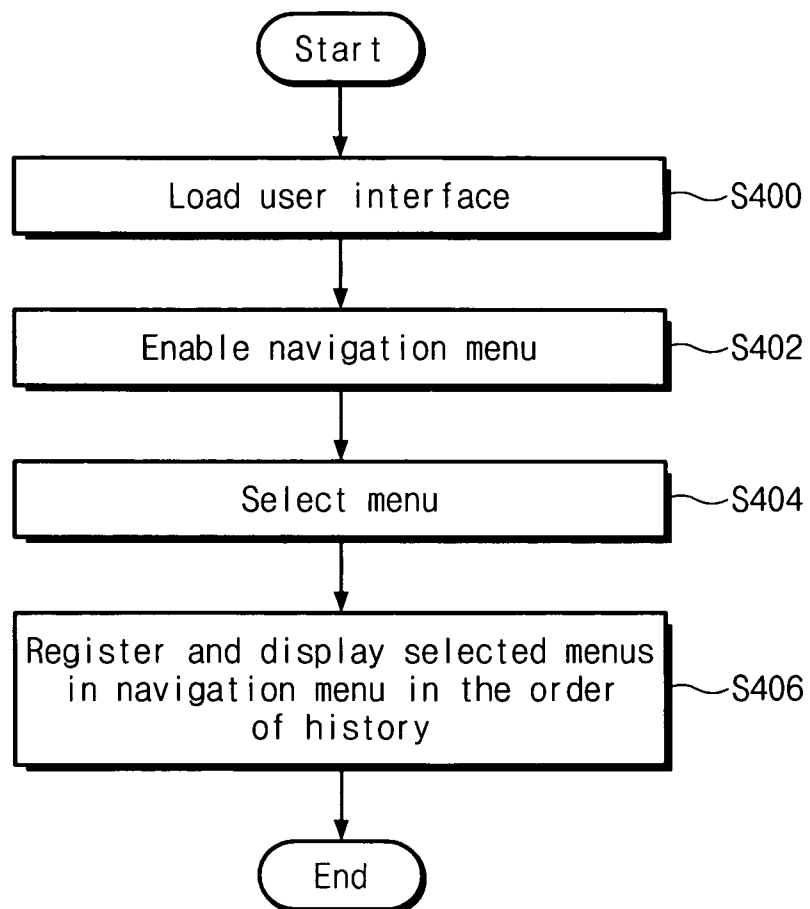 Start
Load user interface
S400
Enable navigation menu
S402
Select menu
S404
Register and display selected menus
in navigation menu in the order
of history
S406
End